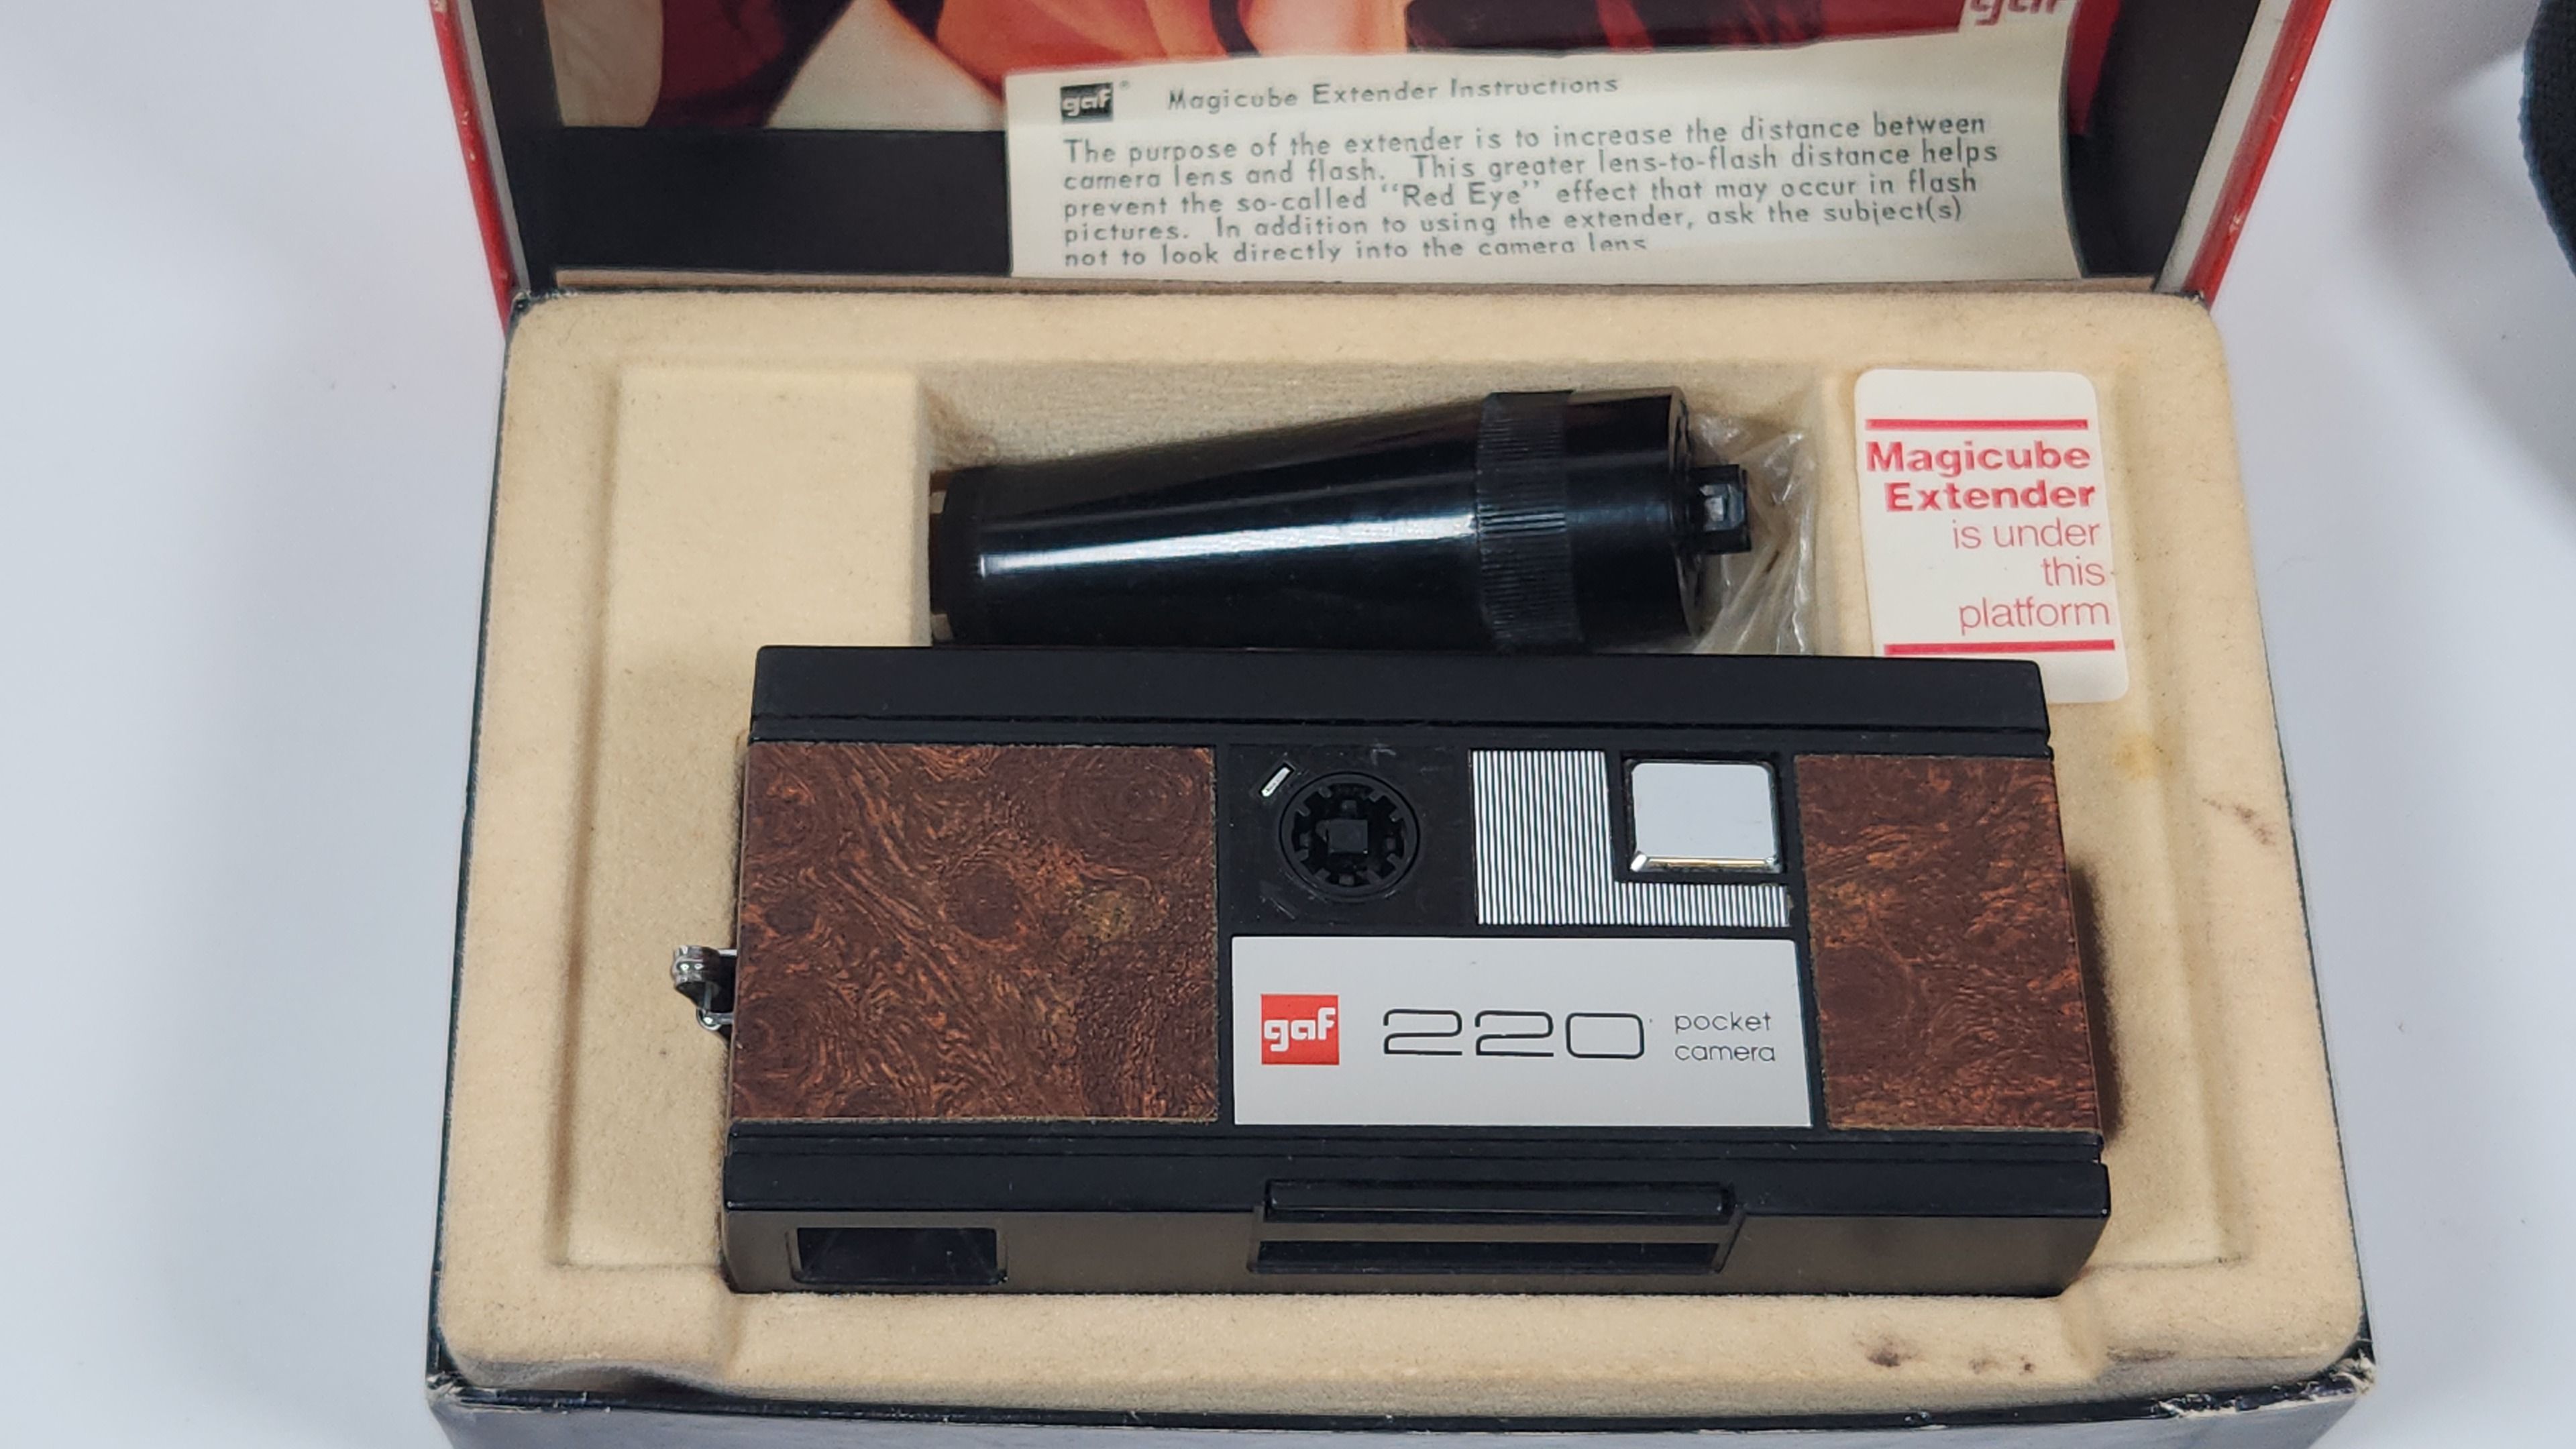 gaf
gaf® Magicube Extender Instructions
The purpose of the extender is to increase the distance between
camera lens and flash. This greater lens-to-flash distance helps
prevent the so-called "Red Eye" effect that may occur in flash
pictures. In addition to using the extender, ask the subject(s)
not to look directly into the camera lens
Magicube
Extender
is under
this
platform
gaf 220 pocket
camera